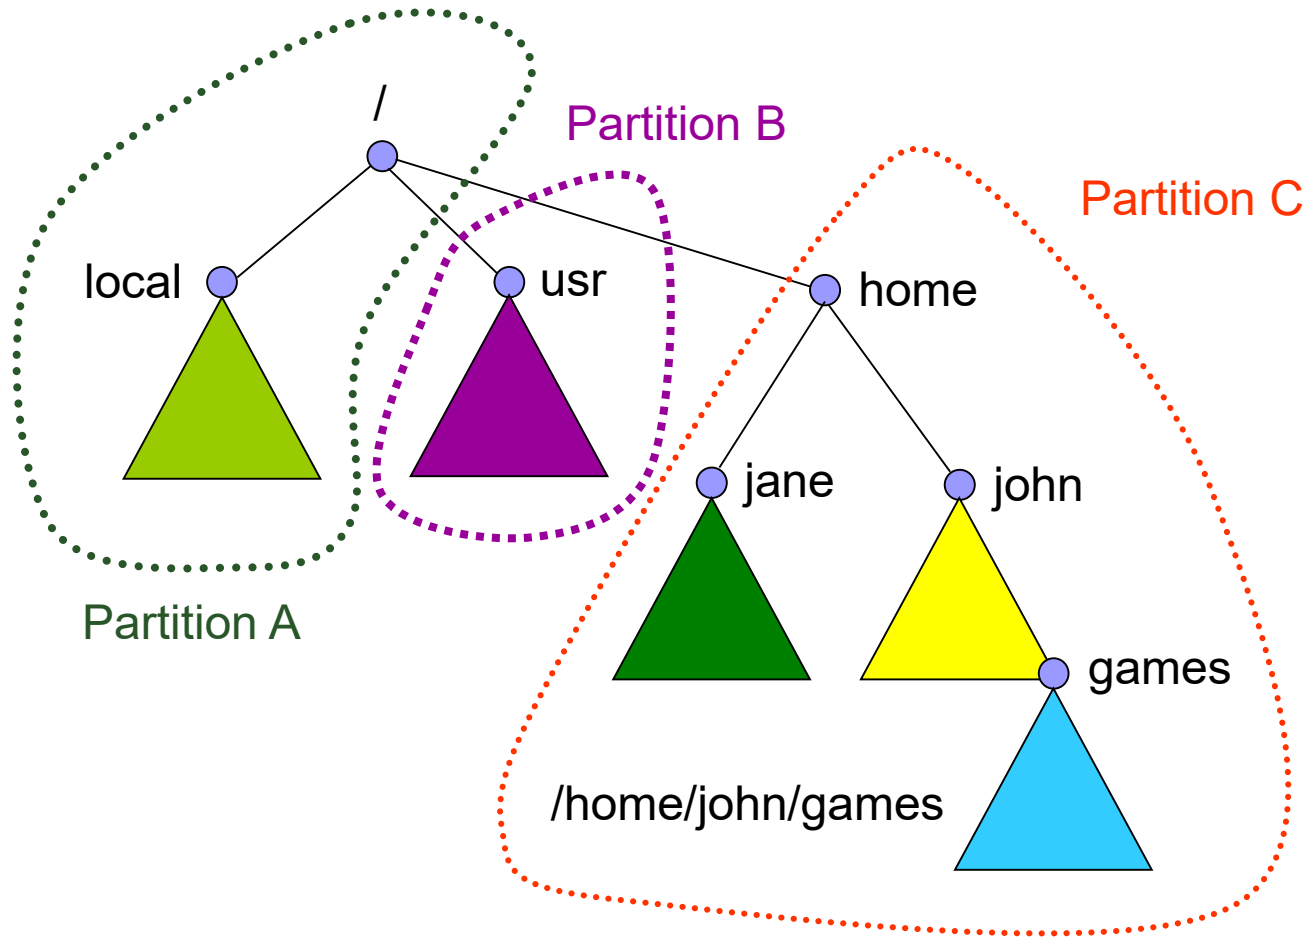 /
Partition B
Partition C
local
usr
home
jane
john
Partition A
games
/home/john/games